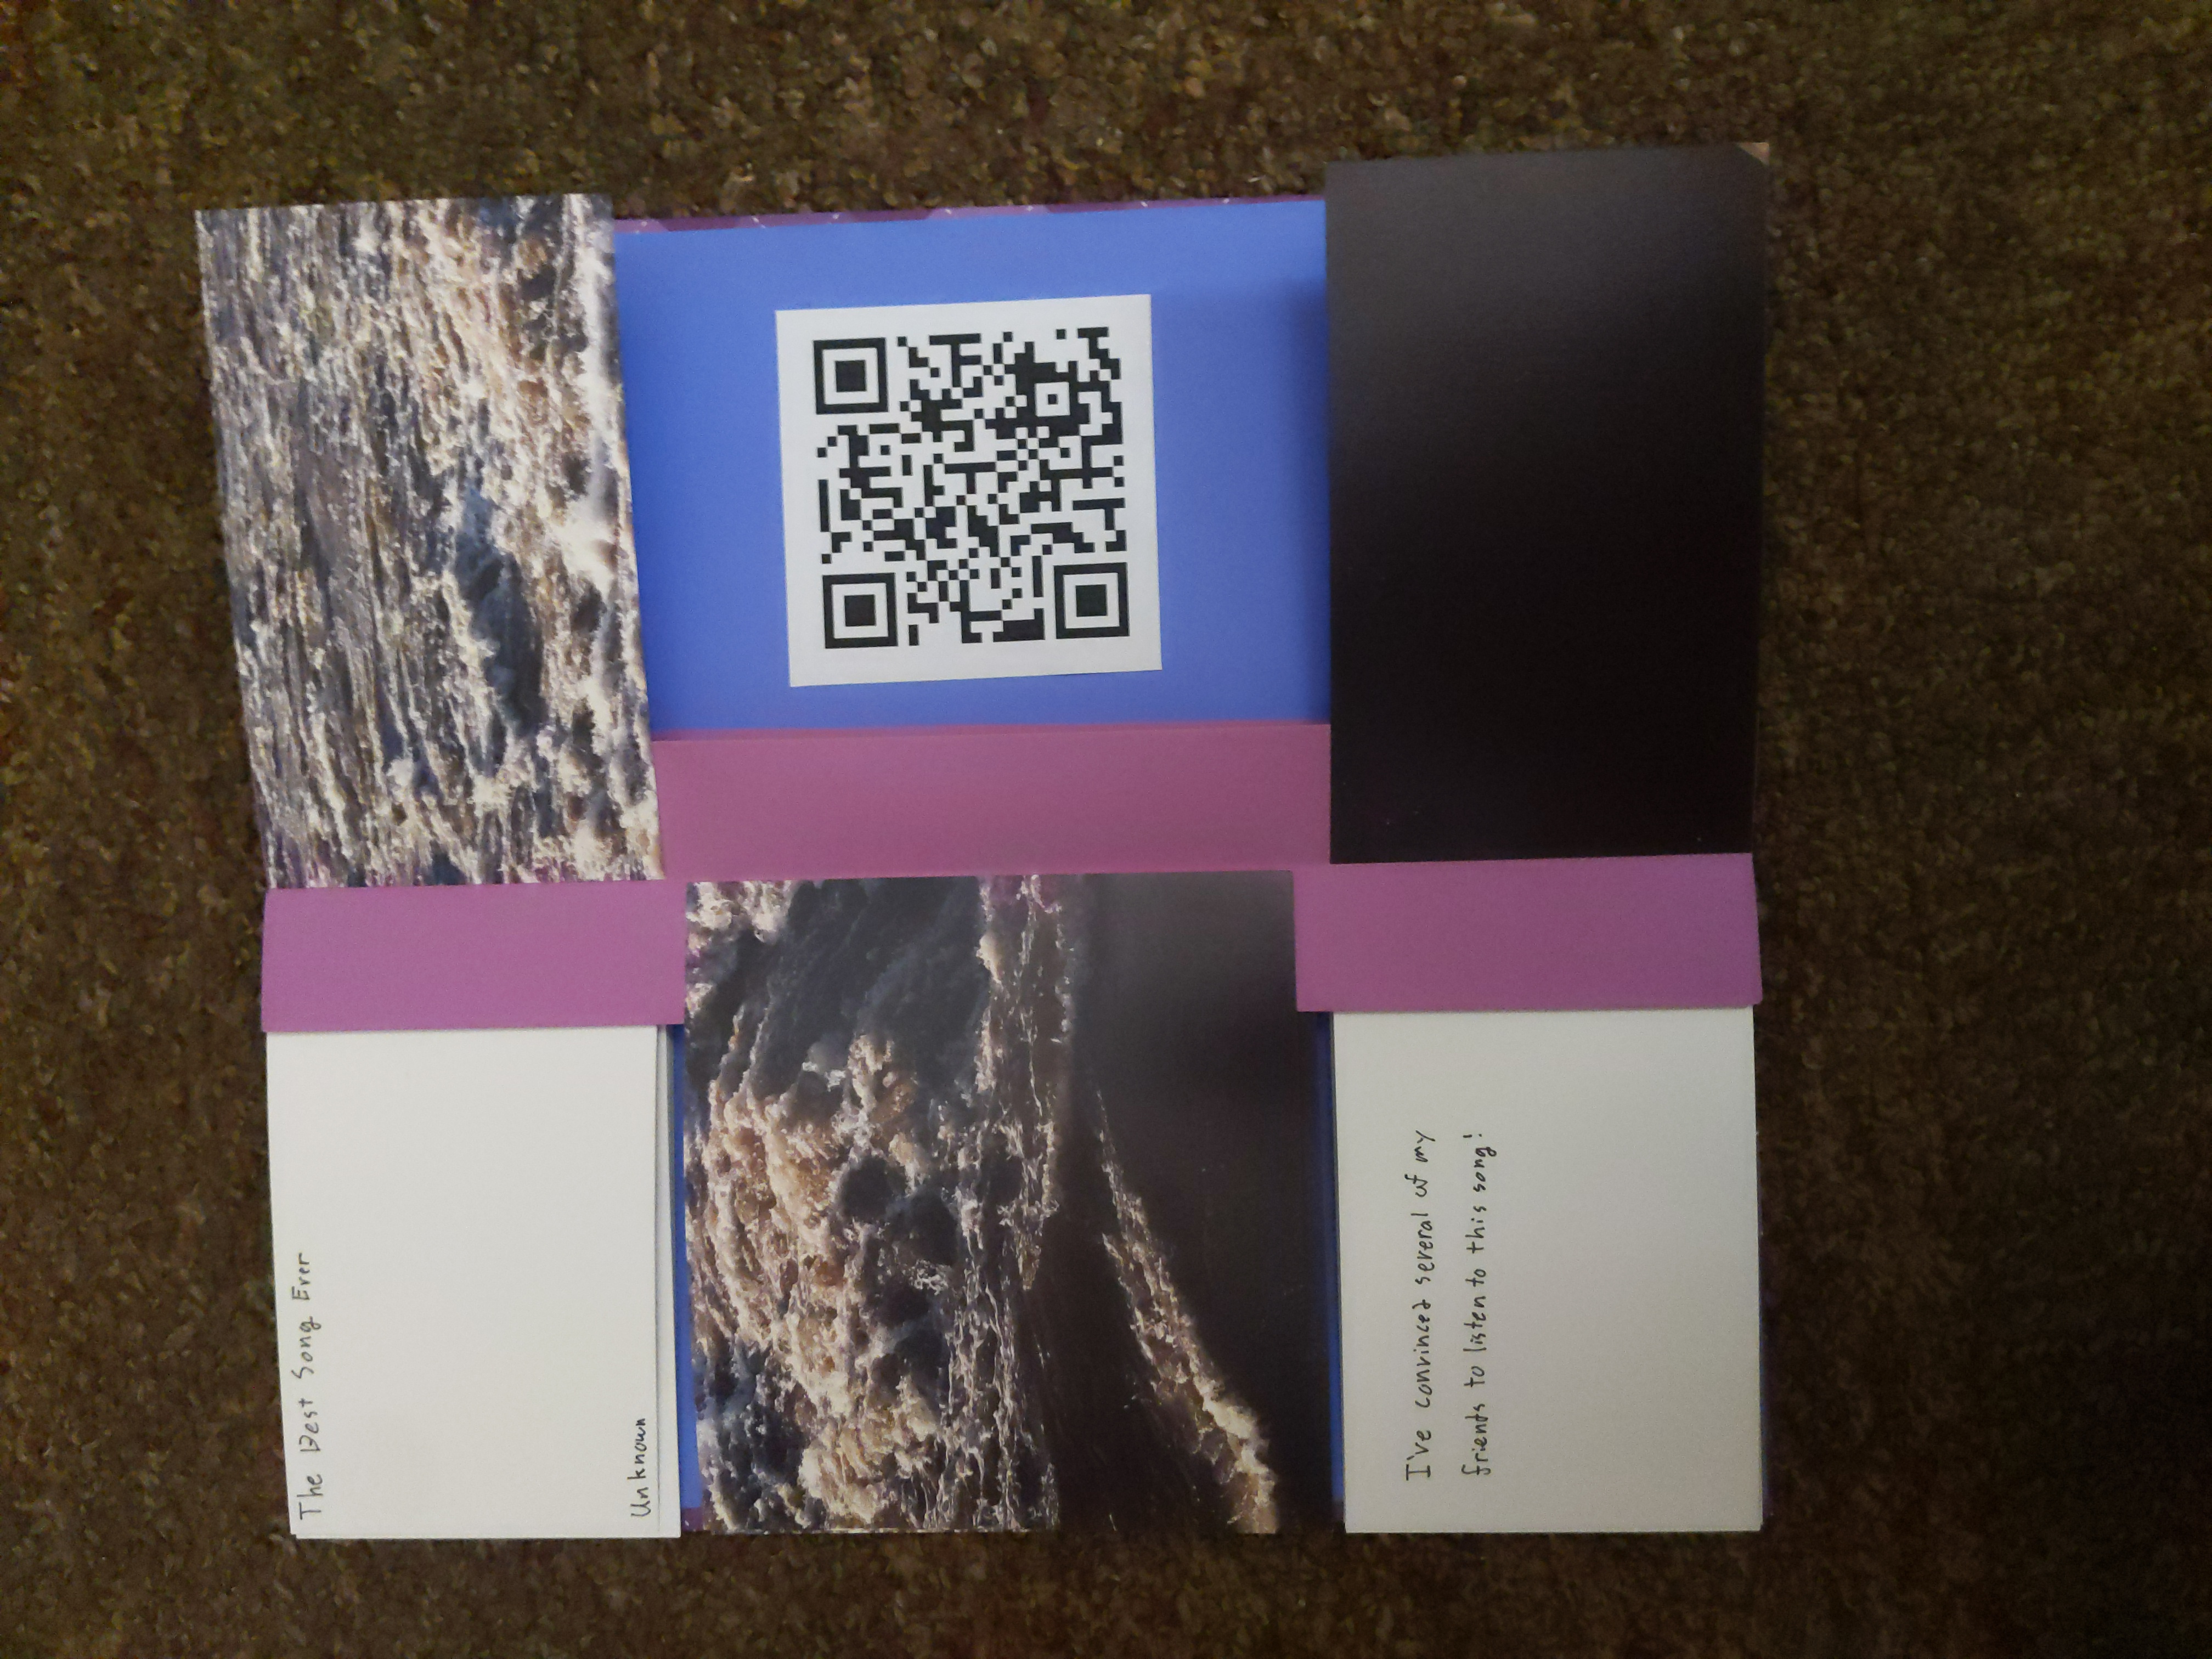 The Best Song Ever
Unknown
I've convinced several of my
friends to listen to this song!